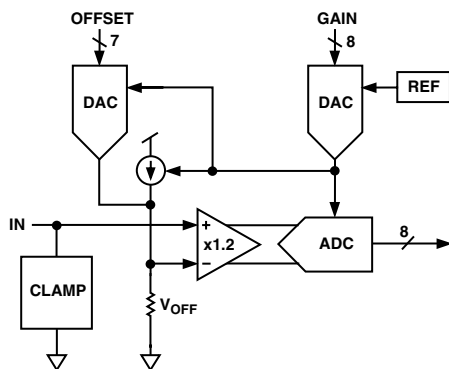 OFFSET
GAIN
7
8
DAC
DAC
REF
IN
+
x1.2
−
ADC
8
CLAMP
VOFF